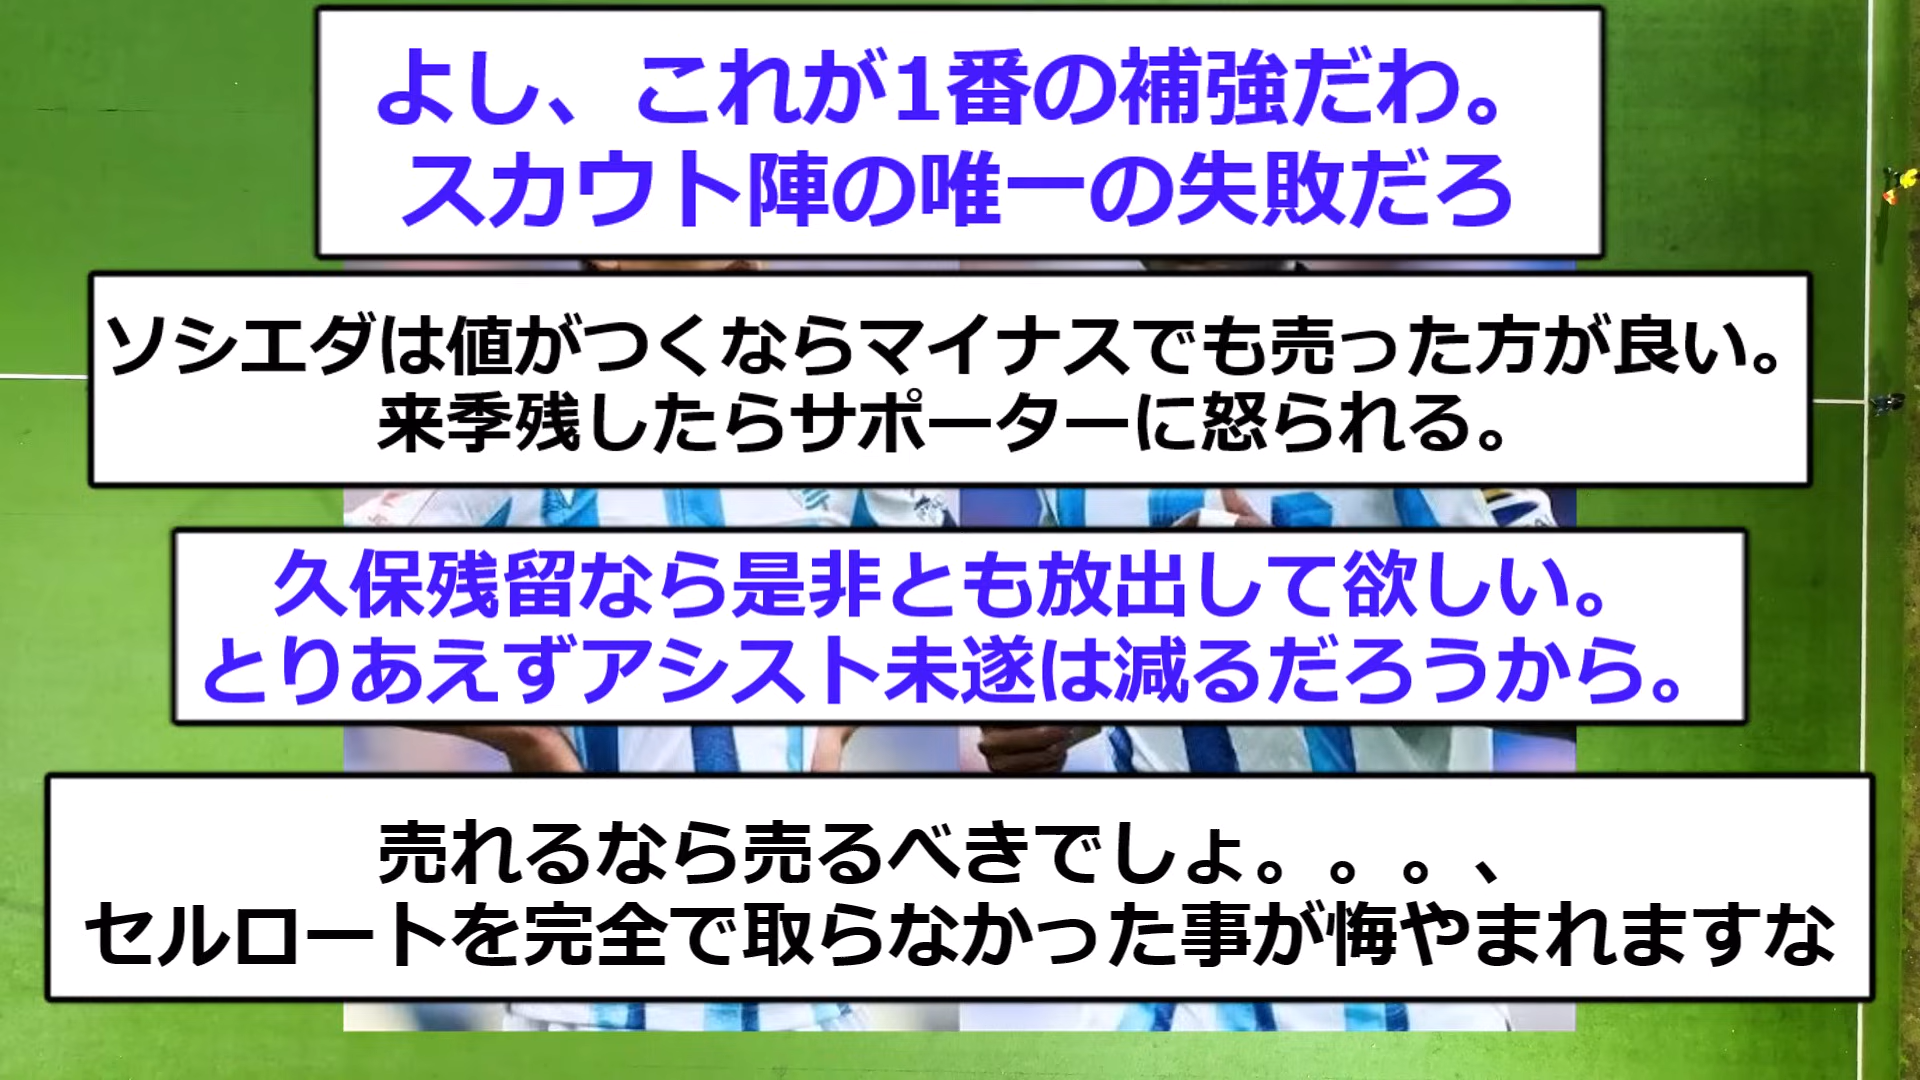 よし、これが1番の補強だわ。
スカウト陣の唯一の失敗だろ
ソシエダは値がつくならマイナスでも売った方が良い。
来季残したらサポーターに怒られる。
久保残留なら是非とも放出して欲しい。
とりあえずアシスト未遂は減るだろうから。
売れるなら売るべきでしょ。。。、
セルロートを完全で取らなかった事が悔やまれますな